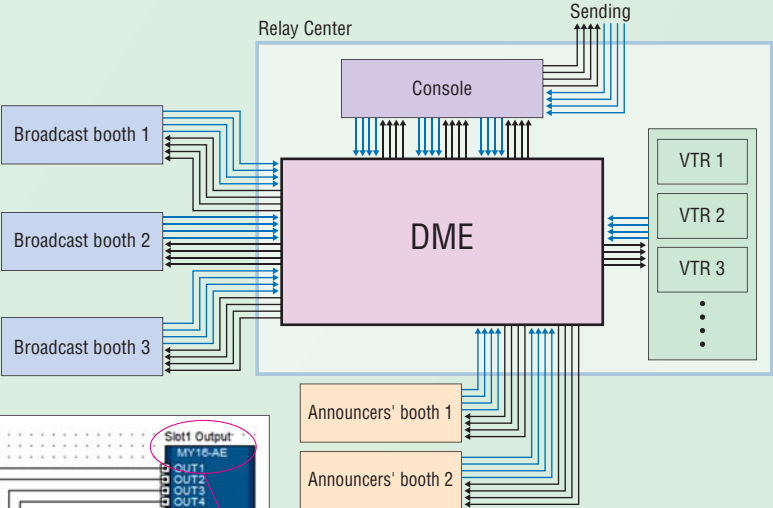 Sending
Relay Center
Console
Broadcast booth 1
VTR 1
VTR 2
DME
Broadcast booth 2
VTR 3
Broadcast booth 3
Announcers' booth 1
Slot1 Output
MY16-AE
OUT1
OUT2
OUT3
OUT4
Announcers' booth 2